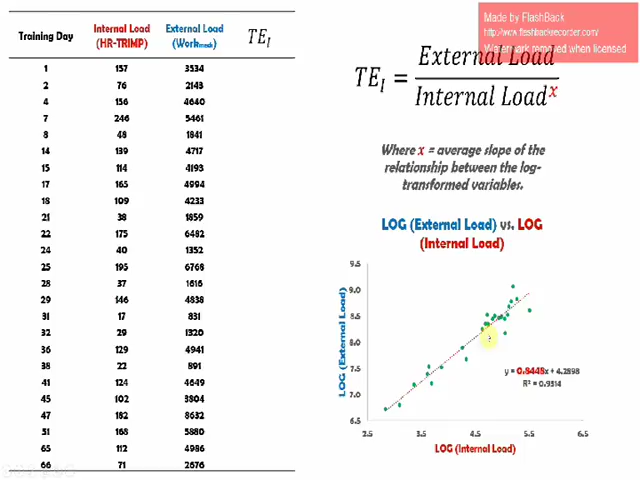 Training Day Internal Load (HR-TRIMP) External Load (Workmech) TE_I
1 157 3534
2 76 2143
4 156 4640
7 246 5461
8 48 1841
14 139 4717
15 114 4193
17 165 4994
18 109 4233
21 38 1859
22 175 6482
24 40 1352
25 195 6768
28 37 1616
29 146 4838
31 17 831
32 29 1320
36 129 4941
38 22 891
41 124 4649
45 102 3804
47 182 8632
51 168 5880
65 112 4986
66 71 2676
Made by FlashBack
http://www.flashbackrecorder.com/
Watermark removed when licensed
TE_I = External Load / Internal Load^x
Where x = average slope of the
relationship between the log-
transformed variables.
LOG (External Load) vs. LOG
(Internal Load)
LOG (External Load)
9.5
9.0
8.5
8.0
7.5
7.0
6.5
y = 0.8448x + 4.2898
R² = 0.9314
2.5 3.5 4.5 5.5 6.5
LOG (Internal Load)